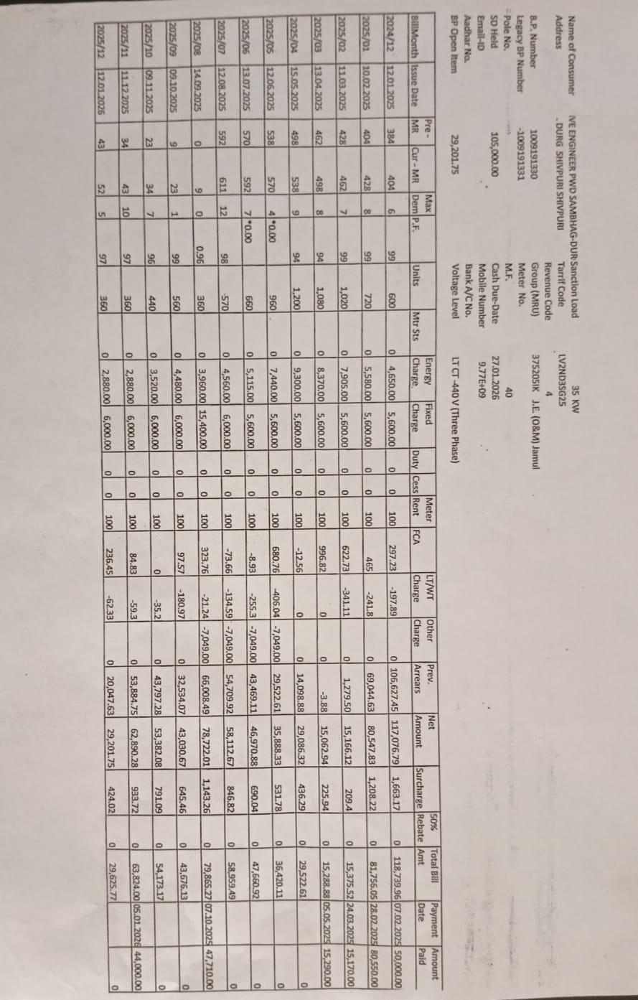 Name of Consumer IVE ENGINEER PWD SAMBHAG-DUR Sanction Load 35 KW
Address . DURG SHIVPURI SHIVPURI Tarrif Code LV2ND3SG25
Revenue Code 4
B.P. Number 1009191330 Group (MRU) 375205IK J.E. (O&M) Jamul
Legacy BP Number -1009191331 Meter No.
Pole No. M.F. 40
SD Held 105,000.00 Cash Due-Date 27.01.2026
Email-ID Mobile Number 9.77E+09
Aadhar No. Bank A/C No.
BP Open Item 29,201.75 Voltage Level LT CT -440 V (Three Phase)
BillMonth Issue Date Pre - MR Cur - MR Max Dem P.F. Units Mtr Sts Energy Charge. Fixed Charge Duty Cess Meter Rent FCA LT/WT Charge Other Charge Prev. Arrears Net Amount Surcharge 50% Rebate Total Bill Amt Payment Date Amount Paid
2024/12 12.01.2025 384 404 6 99 600 0 4,650.00 5,600.00 0 0 100 297.23 -197.89 0 106,627.45 117,076.79 1,663.17 0 118,739.96 07.02.2025 50,000.00
2025/01 10.02.2025 404 428 8 99 720 0 5,580.00 5,600.00 0 0 100 465 -241.8 0 69,044.63 80,547.83 1,208.22 0 81,756.05 28.02.2025 80,550.00
2025/02 11.03.2025 428 462 7 99 1,020 0 7,905.00 5,600.00 0 0 100 622.73 -341.11 0 1,279.50 15,166.12 209.4 0 15,375.52 24.03.2025 15,170.00
2025/03 13.04.2025 462 498 8 94 1,080 0 8,370.00 5,600.00 0 0 100 996.82 0 0 -3.88 15,062.94 225.94 0 15,288.88 05.05.2025 15,290.00
2025/04 15.05.2025 498 538 9 94 1,200 0 9,300.00 5,600.00 0 0 100 -12.56 0 0 14,098.88 29,086.32 436.29 0 29,522.61 0
2025/05 12.06.2025 538 570 4 *0.00 960 0 7,440.00 5,600.00 0 0 100 680.76 -406.04 -7,049.00 29,522.61 35,888.33 531.78 0 36,420.11 0
2025/06 13.07.2025 570 592 7 *0.00 660 0 5,115.00 5,600.00 0 0 100 -8.93 -255.3 -7,049.00 43,469.11 46,970.88 690.04 0 47,660.92 0
2025/07 12.08.2025 592 611 12 98 -570 0 4,560.00 6,000.00 0 0 100 -73.66 -134.59 -7,049.00 54,709.92 58,112.67 846.82 0 58,959.49 0
2025/08 14.09.2025 0 9 0 0.96 360 0 3,960.00 15,400.00 0 0 100 323.76 -21.24 -7,049.00 66,008.49 78,722.01 1,143.26 0 79,865.27 07.10.2025 47,710.00
2025/09 09.10.2025 9 23 1 99 560 0 4,480.00 6,000.00 0 0 100 97.57 -180.97 0 32,534.07 43,030.67 645.46 0 43,676.13 0
2025/10 09.11.2025 23 34 7 96 440 0 3,520.00 6,000.00 0 0 100 0 -35.2 0 43,797.28 53,382.08 791.09 0 54,173.17 0
2025/11 11.12.2025 34 43 10 97 360 0 2,880.00 6,000.00 0 0 100 84.83 -59.3 0 53,884.75 62,890.28 933.72 0 63,824.00 05.01.2026 44,000.00
2025/12 12.01.2026 43 52 5 97 360 0 2,880.00 6,000.00 0 0 100 236.45 -62.33 0 20,047.63 29,201.75 424.02 0 29,625.77 0